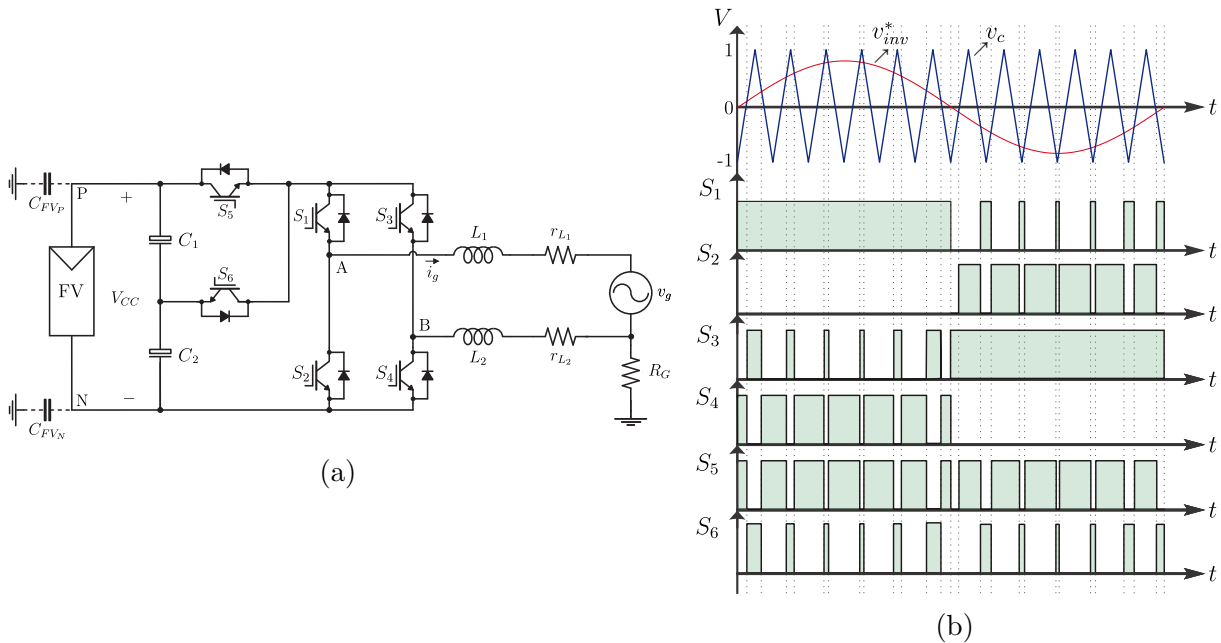 P
+
C_{FV_P}
S_5
C_1
S_6
FV
V_{CC}
C_2
N
−
C_{FV_N}
S_1
S_3
A
i_g
L_1
r_{L_1}
v_g
B
L_2
r_{L_2}
S_2
S_4
R_G
(a)
V
v^*_{inv}
v_c
1
0
t
-1
S_1
t
S_2
t
S_3
t
S_4
t
S_5
t
S_6
t
(b)